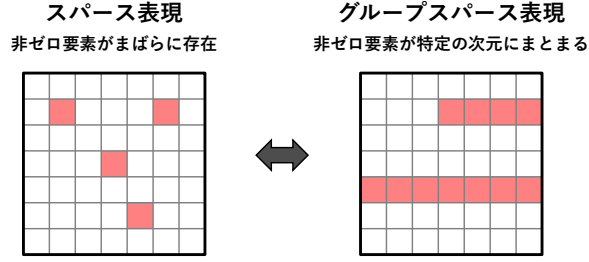 スパース表現
非ゼロ要素がまばらに存在
グループスパース表現
非ゼロ要素が特定の次元にまとまる